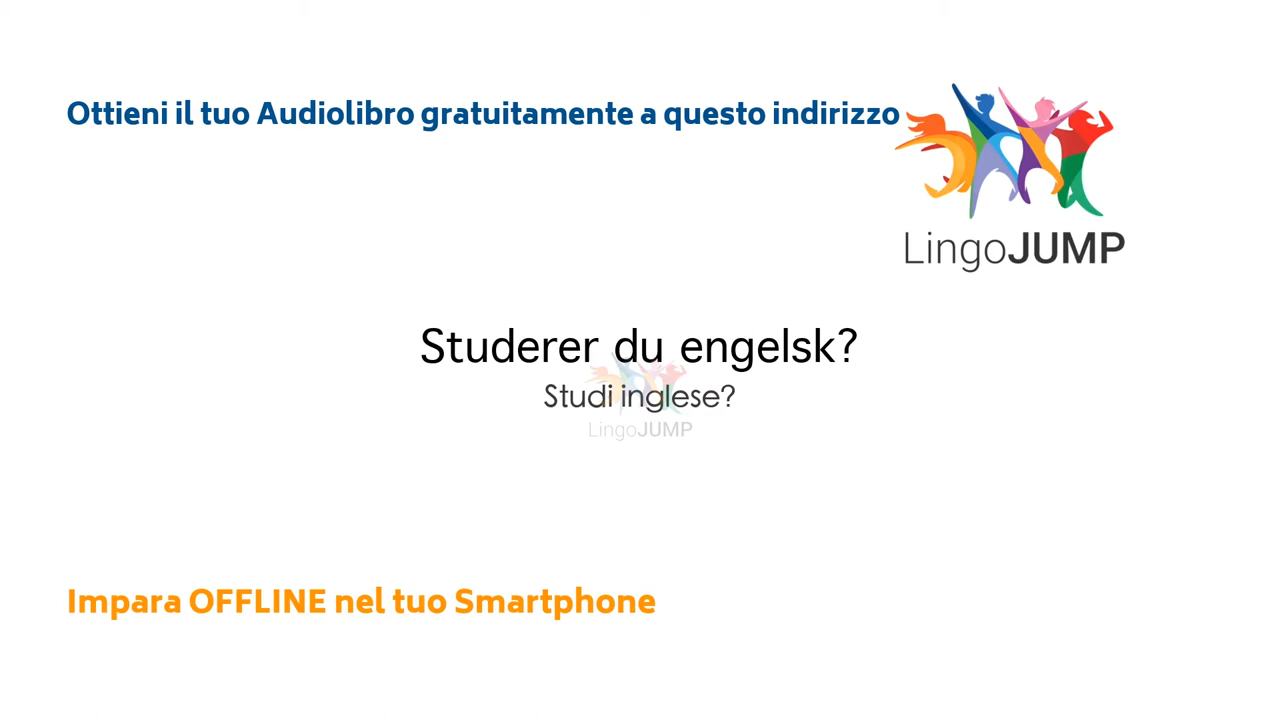 Ottieni il tuo Audiolibro gratuitamente a questo indirizzo
LingoJUMP
Studerer du engelsk?
Studi inglese?
LingoJUMP
Impara OFFLINE nel tuo Smartphone